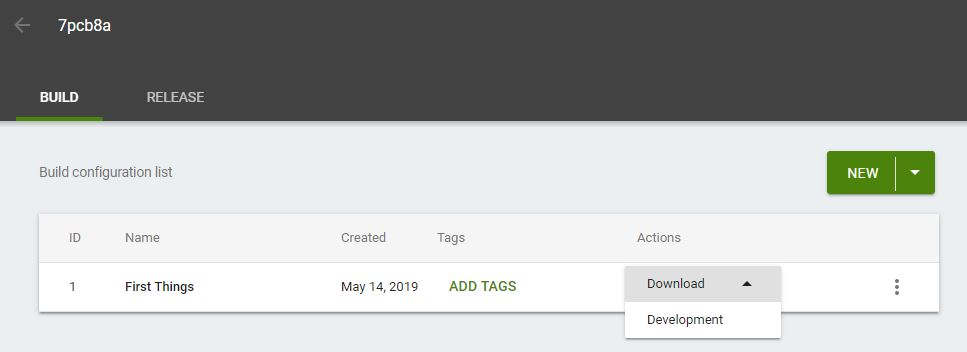 7pcb8a
BUILD RELEASE
Build configuration list
NEW
ID Name Created Tags Actions
1 First Things May 14, 2019 ADD TAGS Download
Development